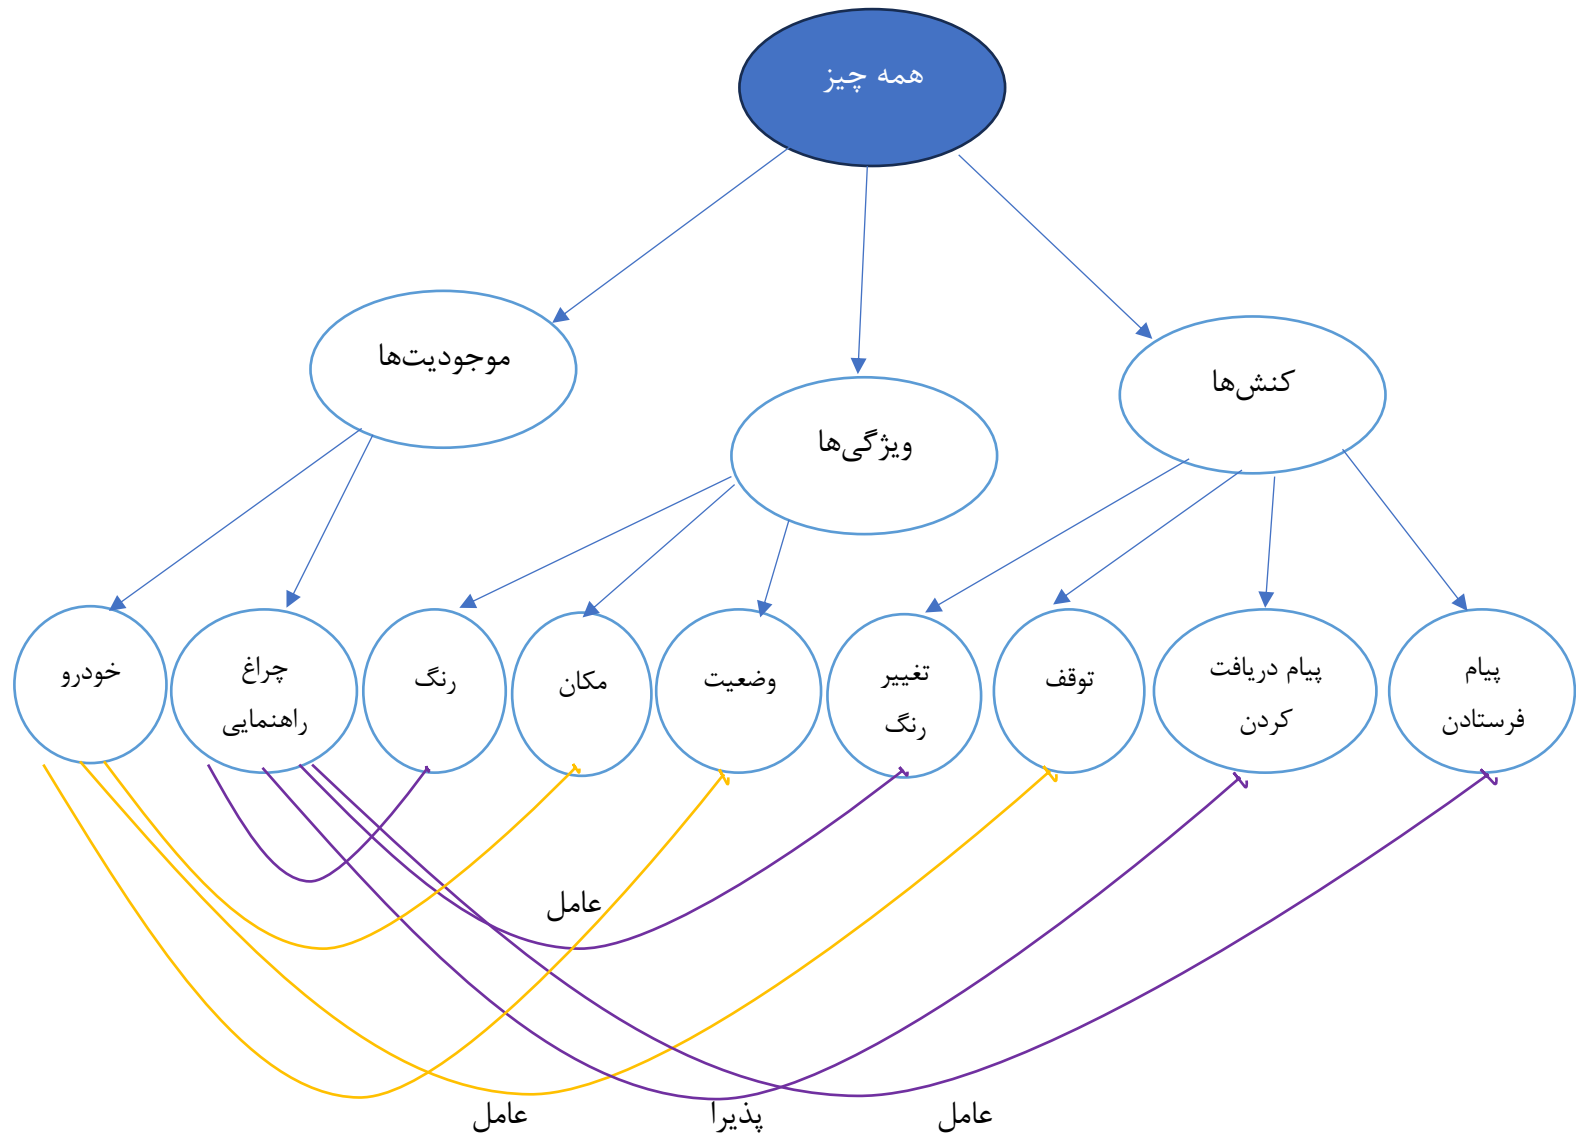 همه چیز
موجودیت‌ها
ویژگی‌ها
کنش‌ها
خودرو
چراغ
راهنمایی
رنگ
مکان
وضعیت
تغییر
رنگ
توقف
پیام دریافت
کردن
پیام
فرستادن
عامل
عامل
پذیرا
عامل